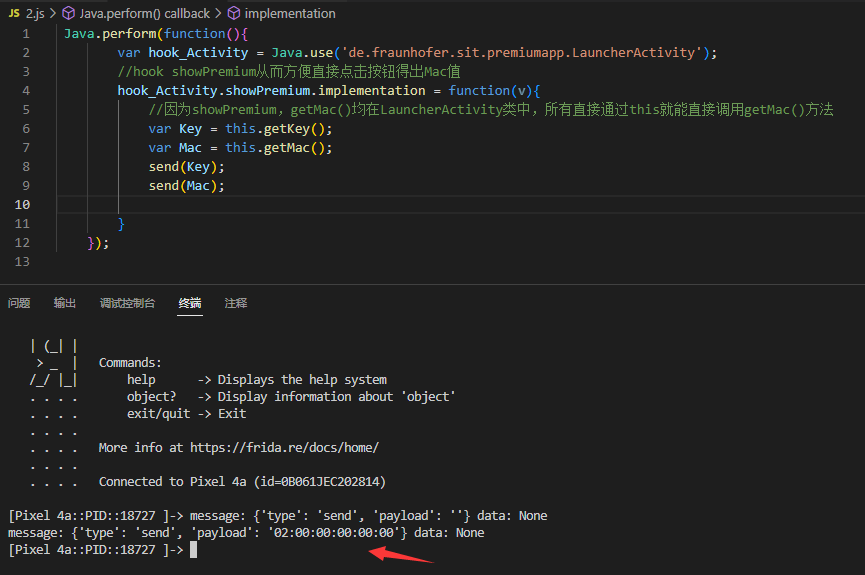 JS 2.js > Java.perform() callback > implementation
1 Java.perform(function(){
2 var hook_Activity = Java.use('de.fraunhofer.sit.premiumapp.LauncherActivity');
3 //hook showPremium从而方便直接点击按钮得出Mac值
4 hook_Activity.showPremium.implementation = function(v){
5 //因为showPremium，getMac()均在LauncherActivity类中，所有直接通过this就能直接调用getMac()方法
6 var Key = this.getKey();
7 var Mac = this.getMac();
8 send(Key);
9 send(Mac);
10
11 }
12 });
13
问题 输出 调试控制台 终端 注释
| (_| |
> _ | Commands:
/_/ |_| help -> Displays the help system
. . . . object? -> Display information about 'object'
. . . . exit/quit -> Exit
. . . .
. . . . More info at https://frida.re/docs/home/
. . . .
. . . . Connected to Pixel 4a (id=0B061JEC202814)
[Pixel 4a::PID::18727 ]-> message: {'type': 'send', 'payload': ''} data: None
message: {'type': 'send', 'payload': '02:00:00:00:00:00'} data: None
[Pixel 4a::PID::18727 ]->